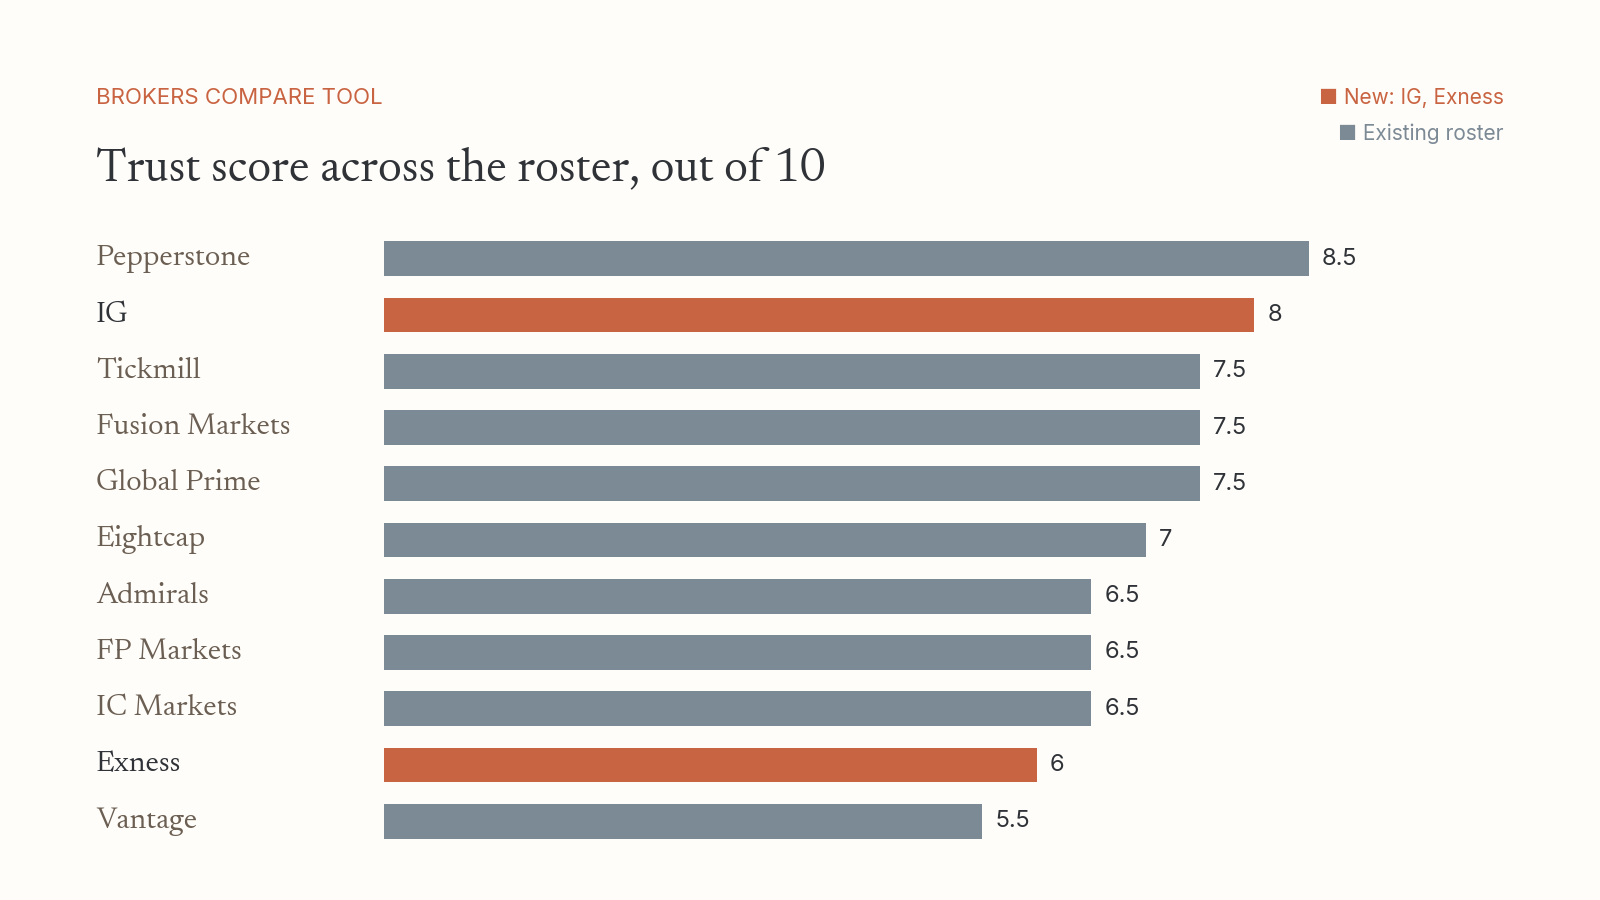 BROKERS COMPARE TOOL
New: IG, Exness
Existing roster
Trust score across the roster, out of 10
Pepperstone 8.5
IG 8
Tickmill 7.5
Fusion Markets 7.5
Global Prime 7.5
Eightcap 7
Admirals 6.5
FP Markets 6.5
IC Markets 6.5
Exness 6
Vantage 5.5